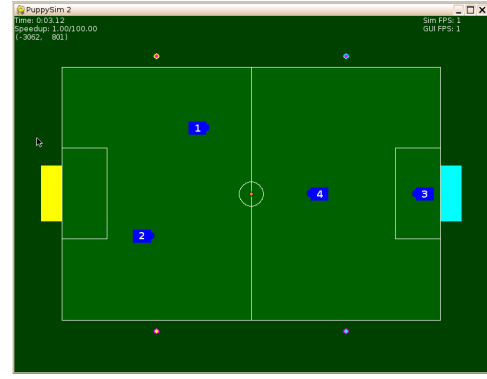 PuppySim 2
Time: 0:03.12
Speedup: 1.00/100.00
(-3062, 801)
Sim FPS: 1
GUI FPS: 1
1
4
3
2